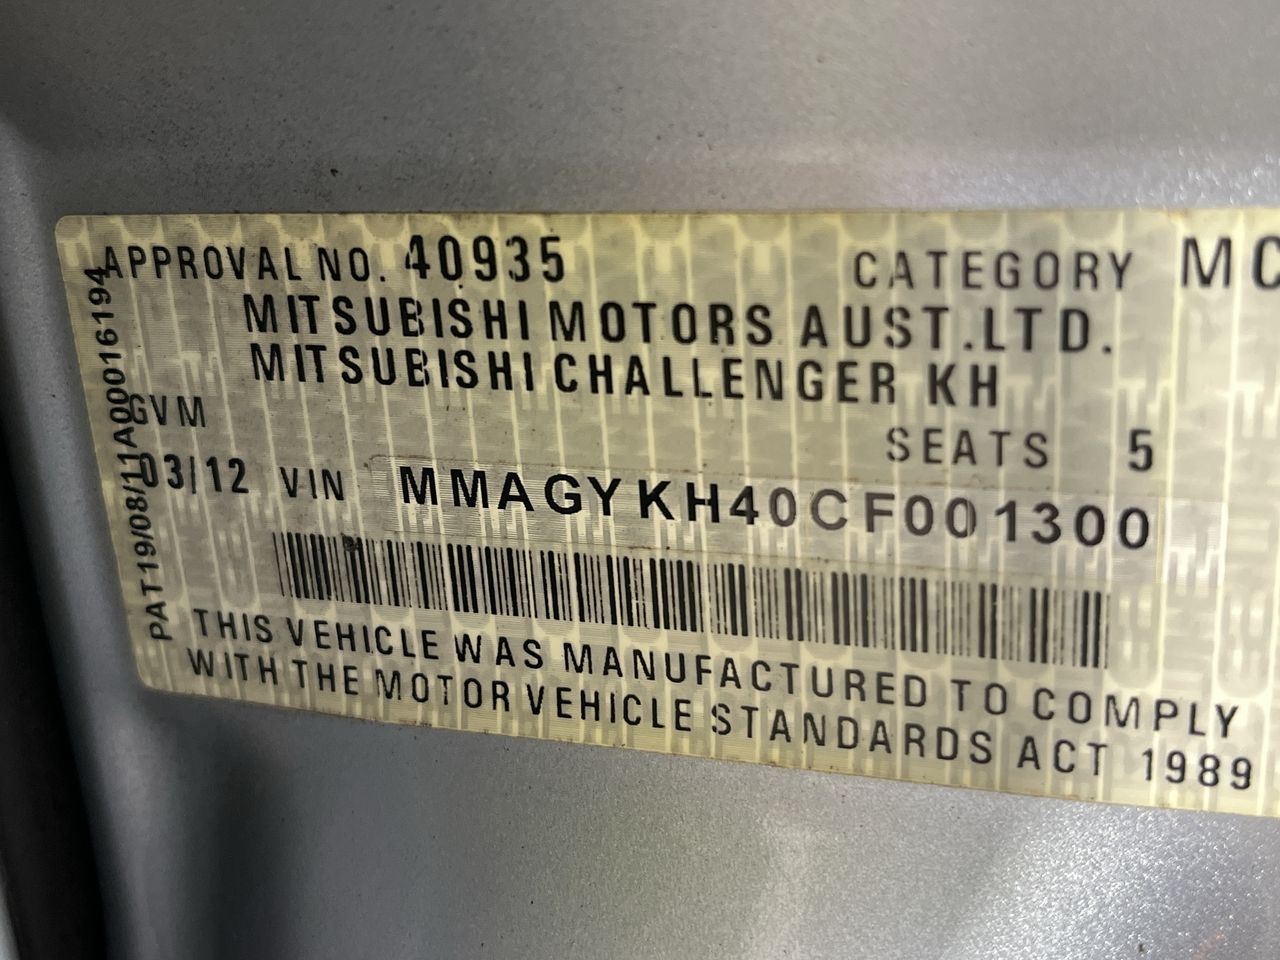 APPROVAL NO. 40935 CATEGORY MC
MITSUBISHI MOTORS AUST.LTD.
MITSUBISHI CHALLENGER KH
GVM SEATS 5
03/12 VIN MMAGYKH40CF001300
THIS VEHICLE WAS MANUFACTURED TO COMPLY
WITH THE MOTOR VEHICLE STANDARDS ACT 1989
PAT19/08/11A00016194